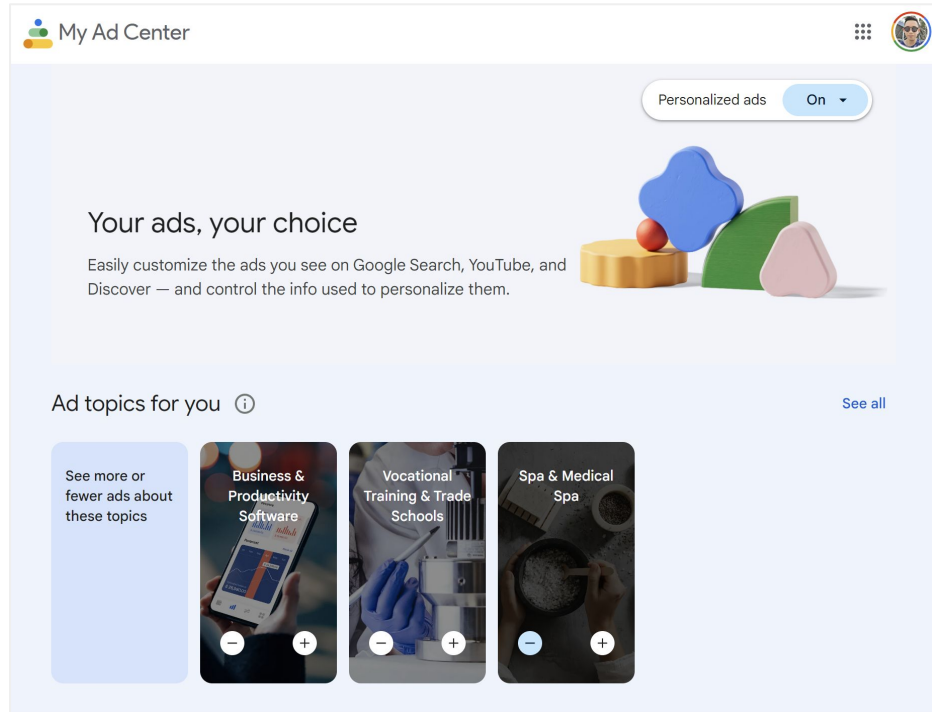 My Ad Center
Personalized ads
On
Your ads, your choice
Easily customize the ads you see on Google Search, YouTube, and
Discover — and control the info used to personalize them.
Ad topics for you
See all
See more or
fewer ads about
these topics
Business &
Productivity
Software
Vocational
Training & Trade
Schools
Spa & Medical
Spa